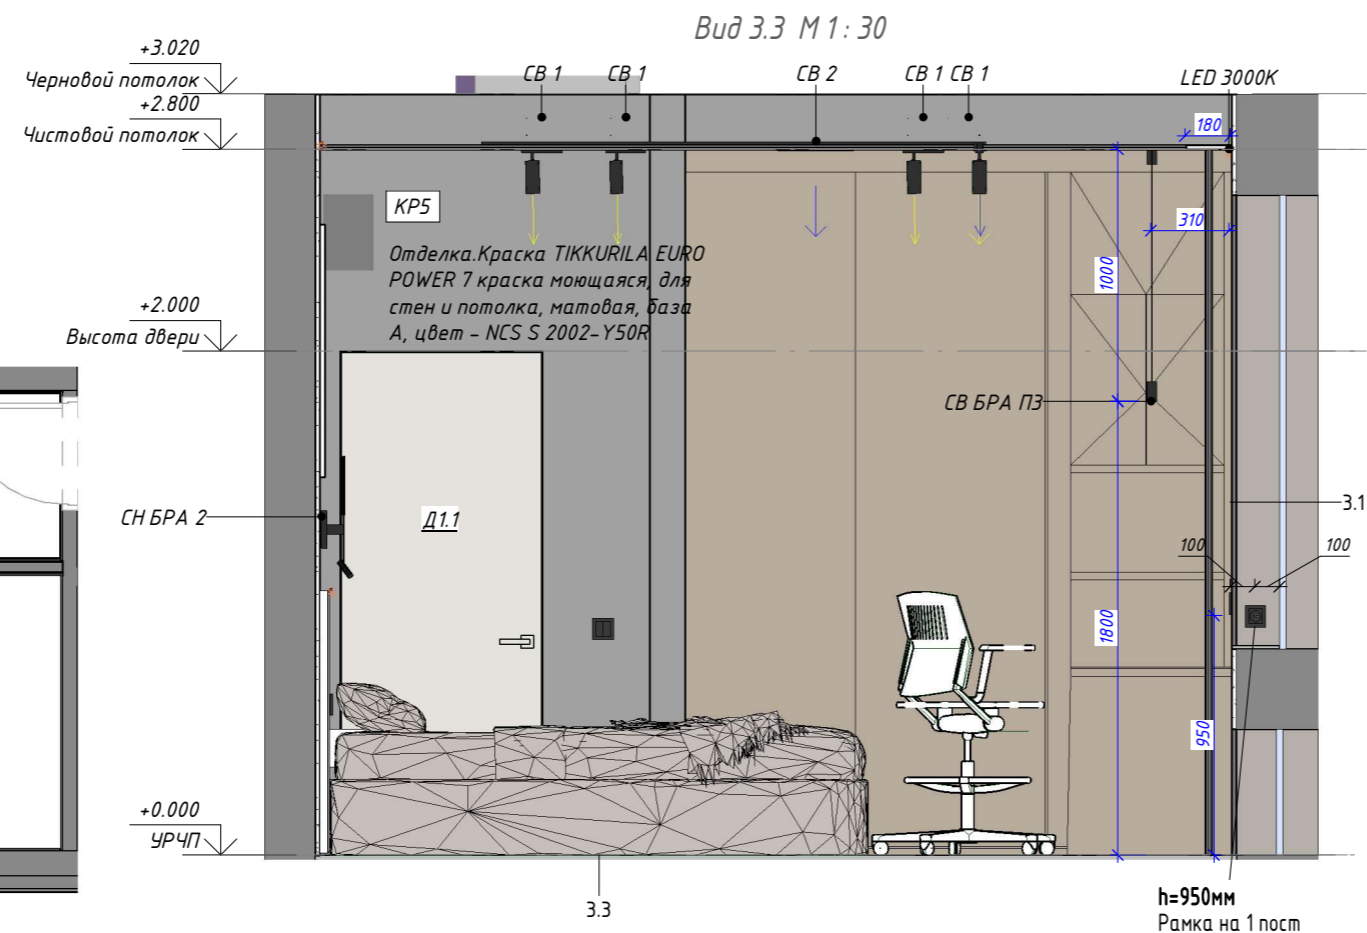 Вид 3.3 М 1 : 30
+3.020
Черновой потолок
СВ 1
СВ 1
СВ 2
СВ 1
СВ 1
LED 3000K
+2.800
Чистовой потолок
180
КР5
310
Отделка.Краска TIKKURILA EURO
POWER 7 краска моющаяся, для
стен и потолка, матовая, база
А, цвет - NCS S 2002-Y50R
1000
+2.000
Высота двери
СВ БРА П3
СН БРА 2
Д1.1
3.1
100
100
1800
950
+0.000
УРЧП
3.3
h=950мм
Рамка на 1 пост